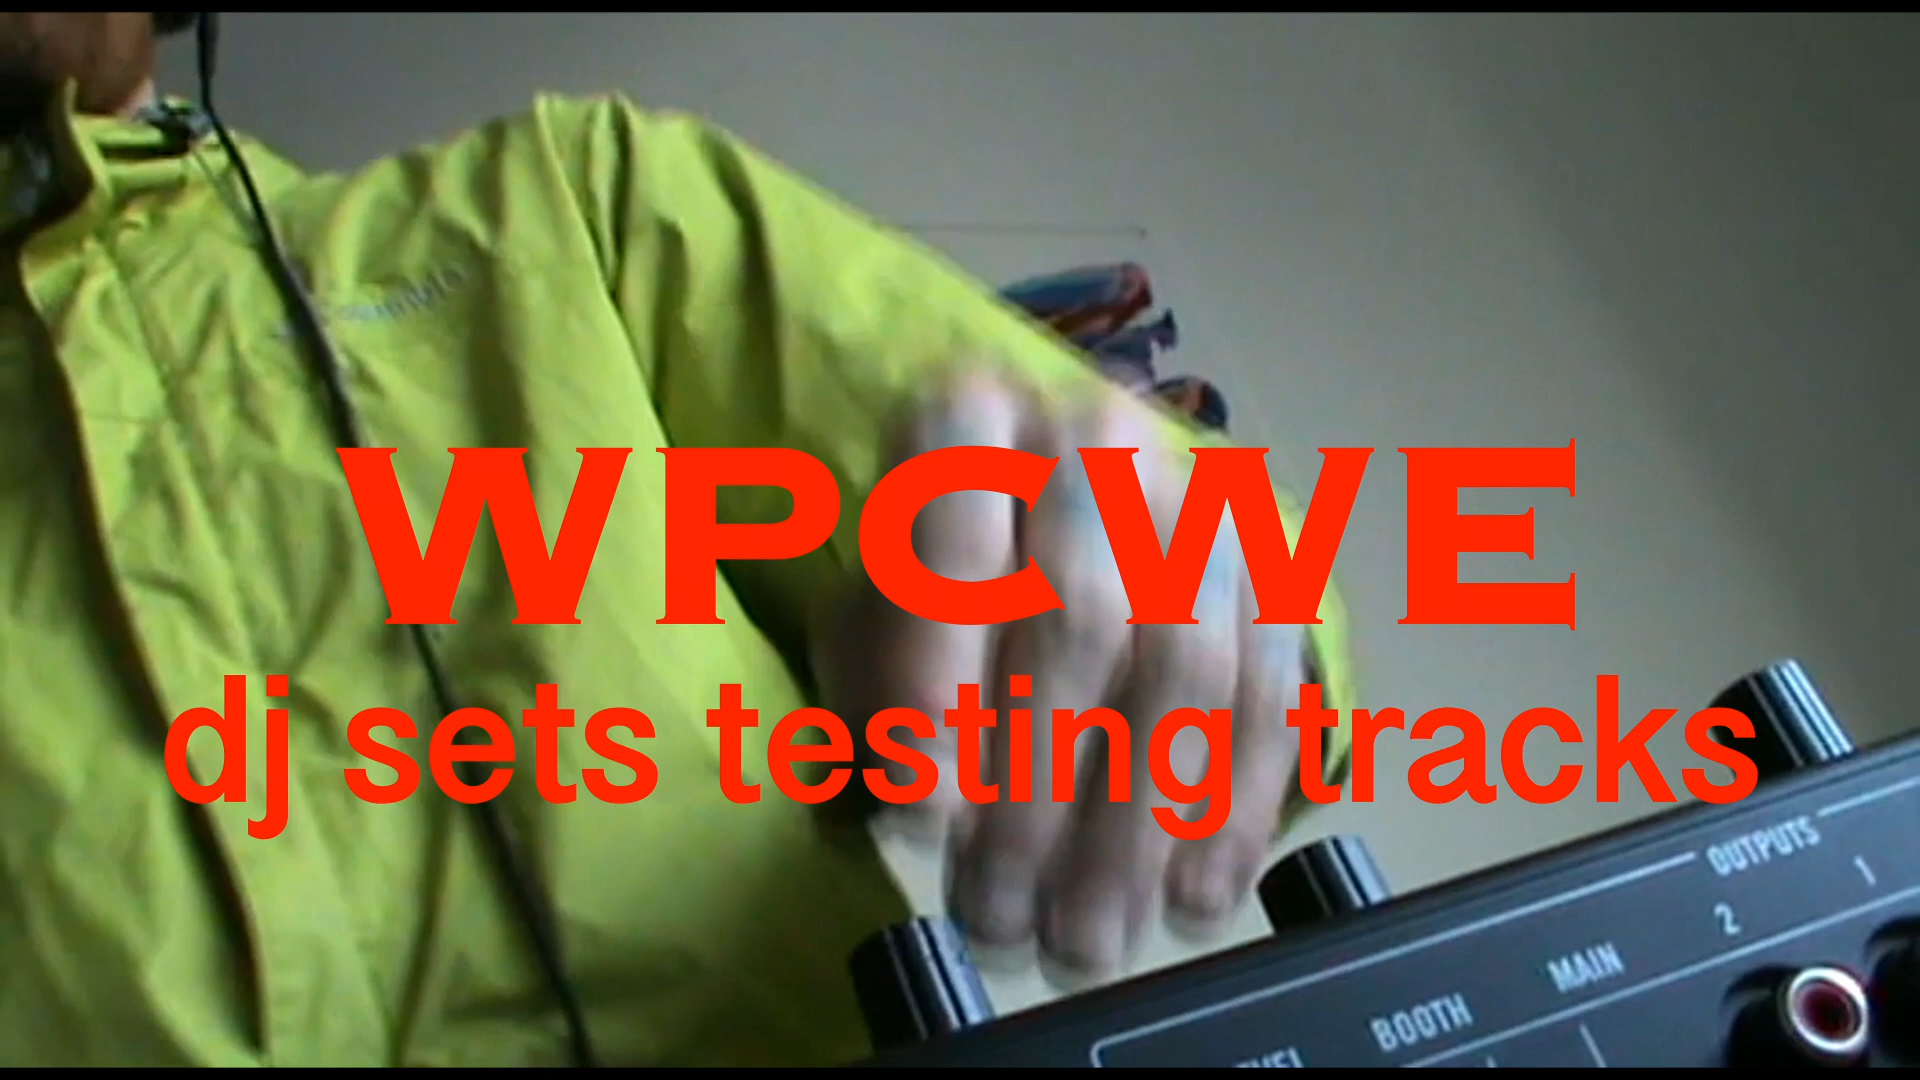 WPCWE
dj sets testing tracks
OUTPUTS
1
2
MAIN
BOOTH